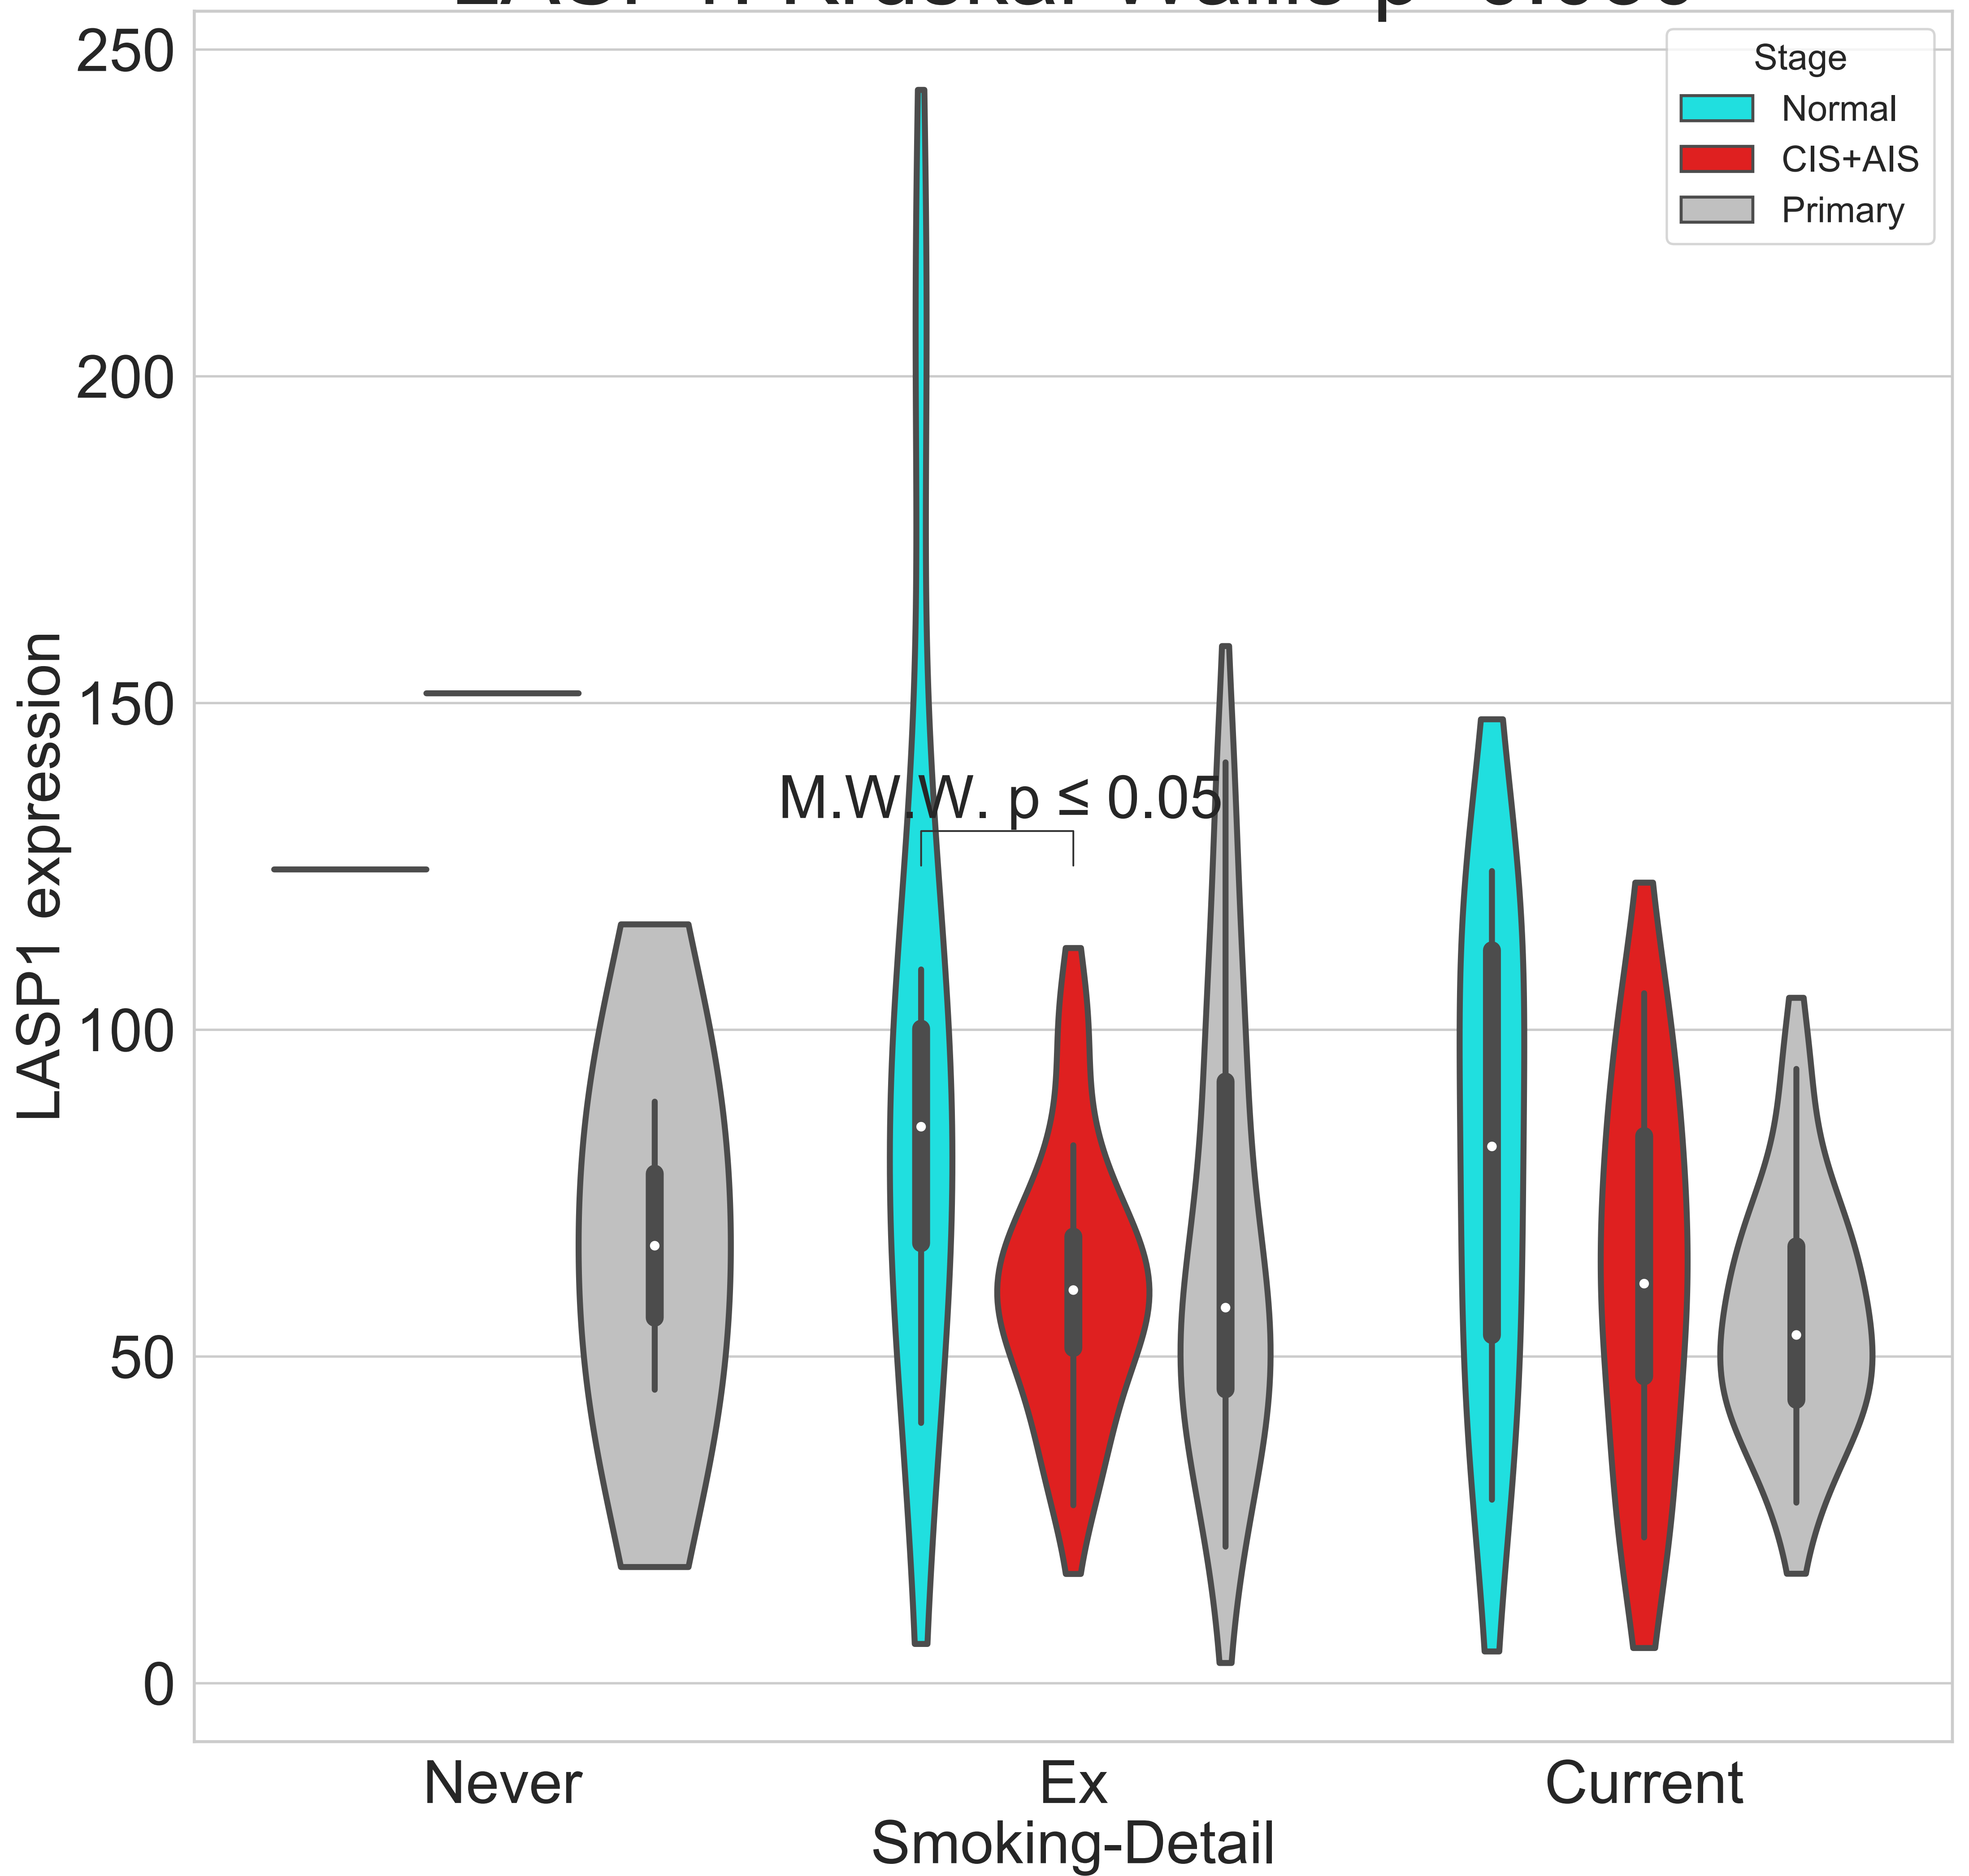 250
200
150
100
50
0
LASP1 expression
Stage
Normal
CIS+AIS
Primary
M.W.W. p ≤ 0.05
Never
Ex
Current
Smoking-Detail